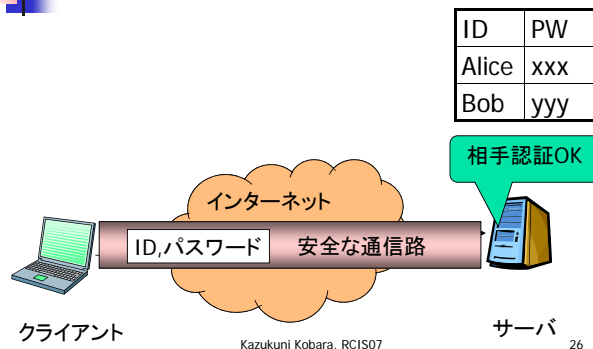 ID PW
Alice xxx
Bob yyy
相手認証OK
インターネット
ID,パスワード 安全な通信路
クライアント
サーバ
Kazukuni Kobara, RCIS07
26